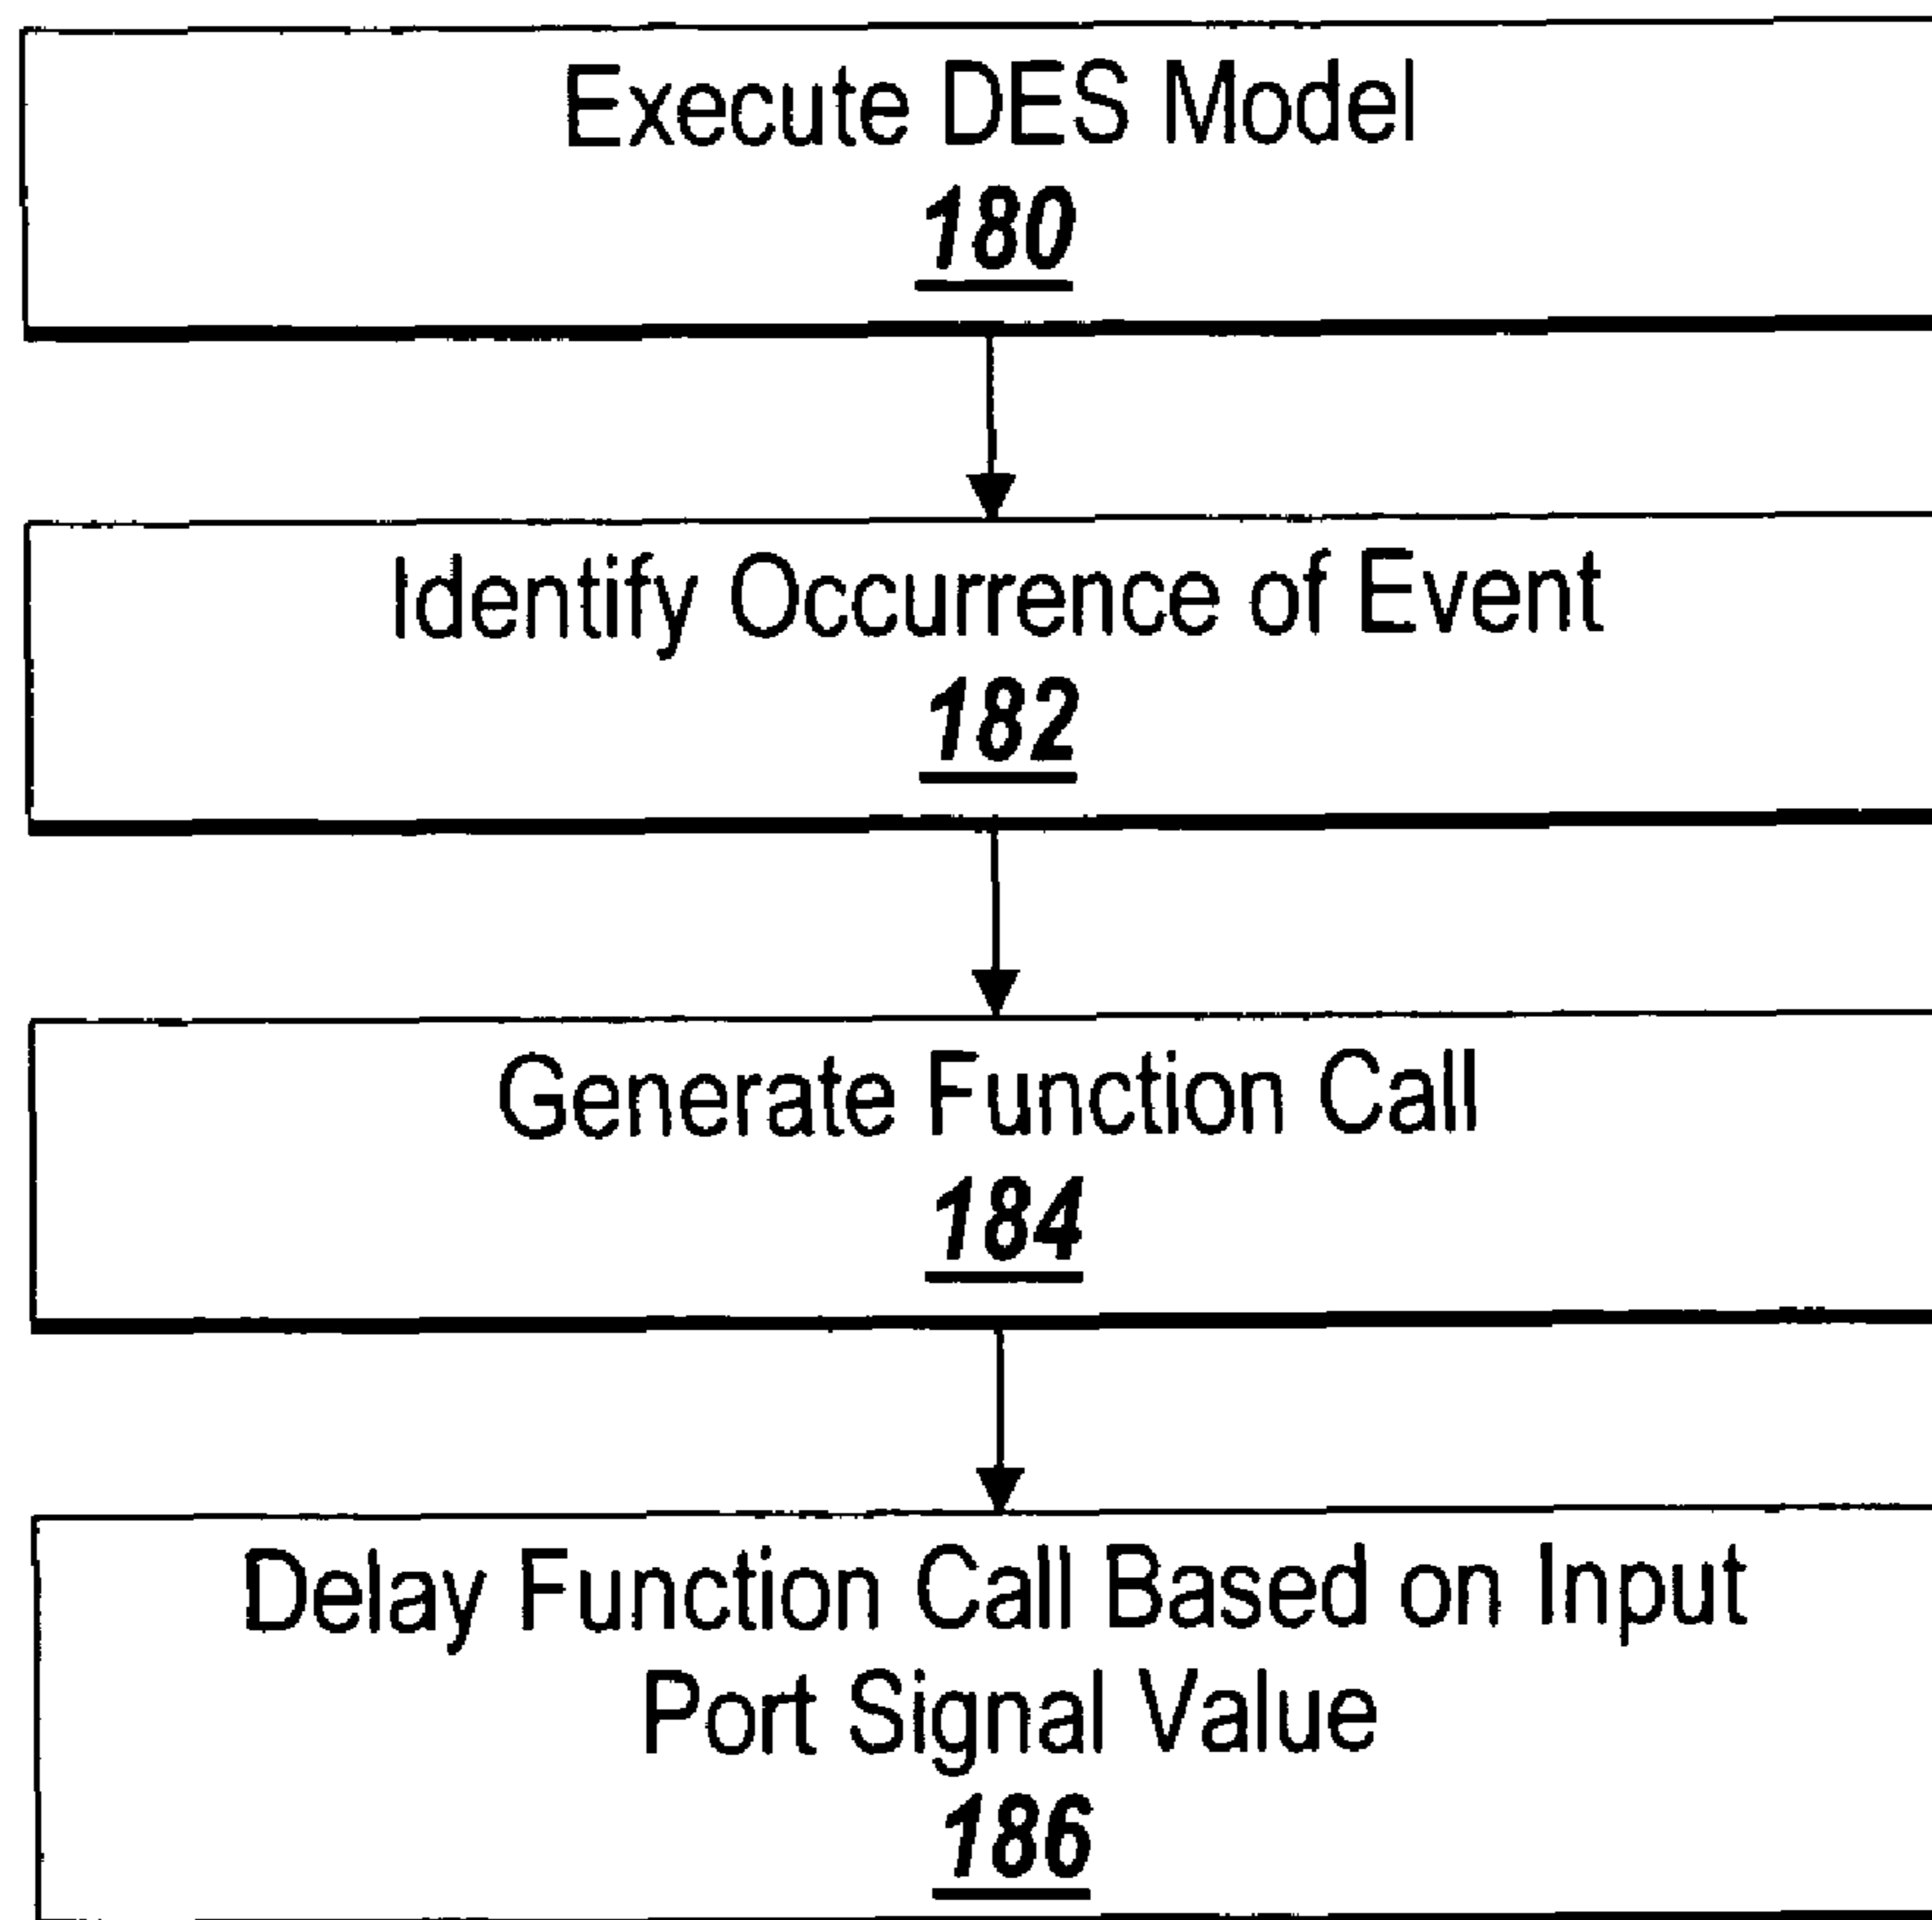 Execute DES Model
180
Identify Occurrence of Event
182
Generate Function Call
184
Delay Function Call Based on Input
Port Signal Value
186